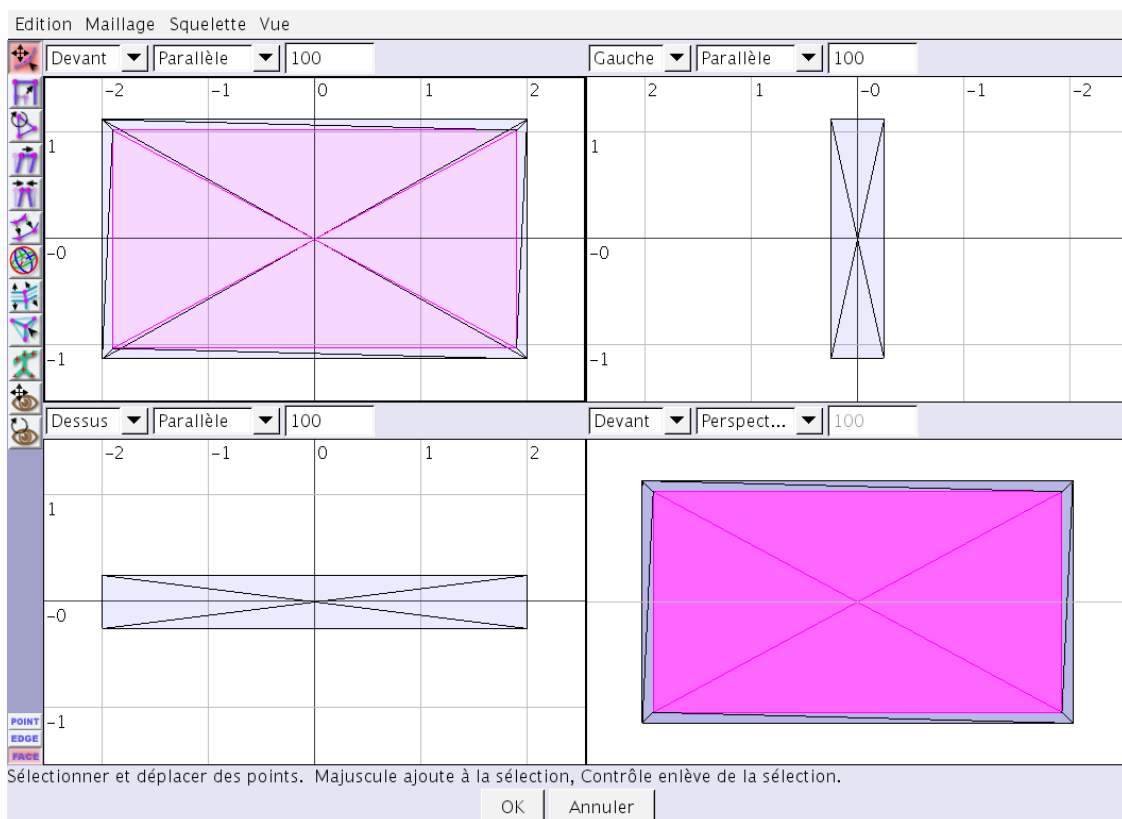 Edition Maillage Squelette Vue
Devant Parallèle 100
Gauche Parallèle 100
-2 -1 0 1 2
1
-0
-1
2 1 -0 -1 -2
1
-0
-1
Dessus Parallèle 100
Devant Perspect... 100
-2 -1 0 1 2
1
-0
-1
POINT
EDGE
FACE
Sélectionner et déplacer des points. Majuscule ajoute à la sélection, Contrôle enlève de la sélection.
OK Annuler